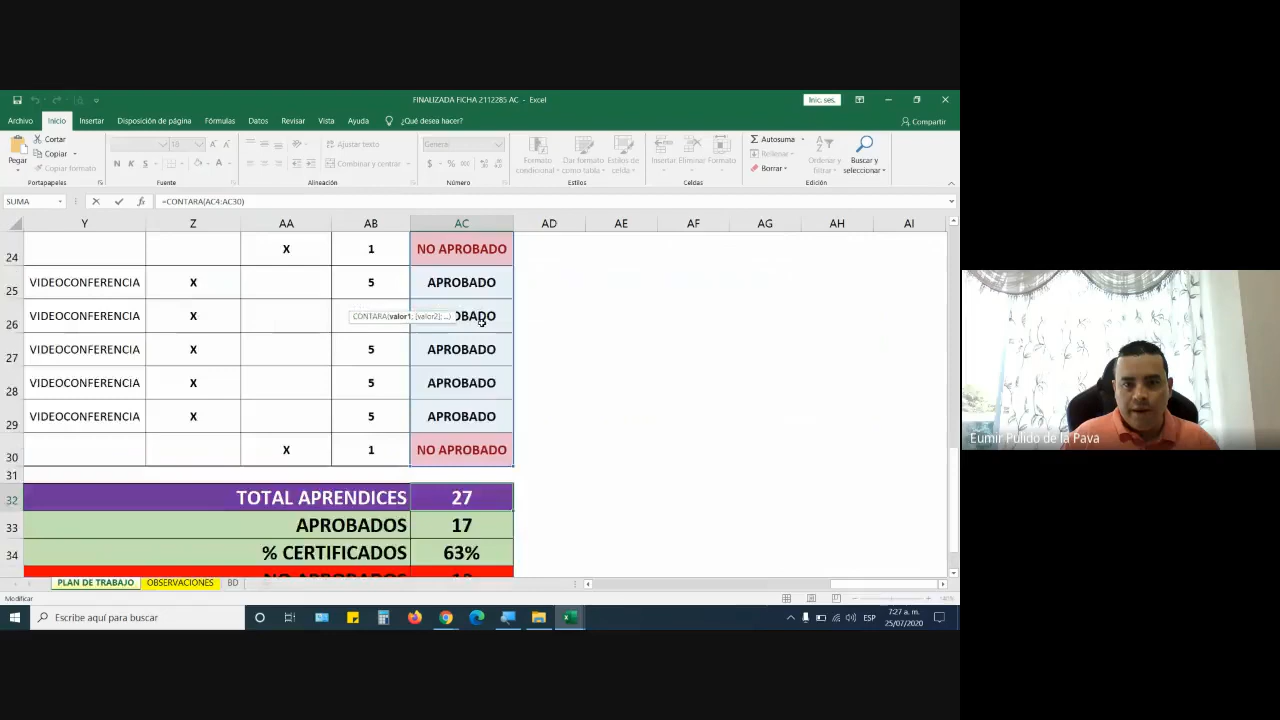 FINALIZADA FICHA 2112285 AC - Excel
Inic. ses.
Archivo Inicio Insertar Disposición de página Fórmulas Datos Revisar Vista Ayuda ¿Qué desea hacer? Compartir
Pegar
Cortar
Copiar
Copiar formato
18
N K S
Ajustar texto
Combinar y centrar
General
$ % 000
Formato condicional
Dar formato como tabla
Estilos de celda
Insertar Eliminar Formato
Autosuma
Rellenar
Borrar
Ordenar y filtrar
Buscar y seleccionar
Portapapeles Fuente Alineación Número Estilos Celdas Edición
SUMA fx =CONTARA(AC4:AC30)
Y Z AA AB AC AD AE AF AG AH AI
24 X 1 NO APROBADO
25 VIDEOCONFERENCIA X 5 APROBADO
26 VIDEOCONFERENCIA X CONTARA(valor1; [valor2]; ...) OBADO
27 VIDEOCONFERENCIA X 5 APROBADO
28 VIDEOCONFERENCIA X 5 APROBADO
29 VIDEOCONFERENCIA X 5 APROBADO
30 X 1 NO APROBADO
31
32 TOTAL APRENDICES 27
33 APROBADOS 17
34 % CERTIFICADOS 63%
PLAN DE TRABAJO OBSERVACIONES BD
Modificar
Escribe aquí para buscar
ESP
7:27 a. m.
25/07/2020
Eumir Pulido de la Pava